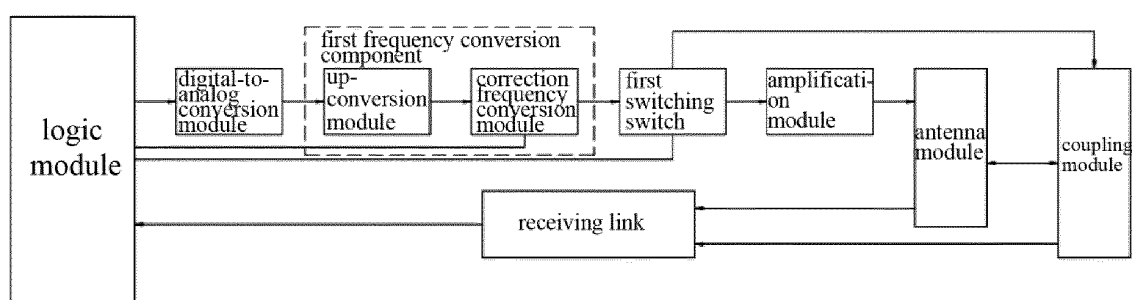 logic
module
digital-to-
analog
conversion
module
first frequency conversion
component
up-
conversion
module
correction
frequency
conversion
module
first
switching
switch
amplificati-
on module
antenna
module
coupling
module
receiving link